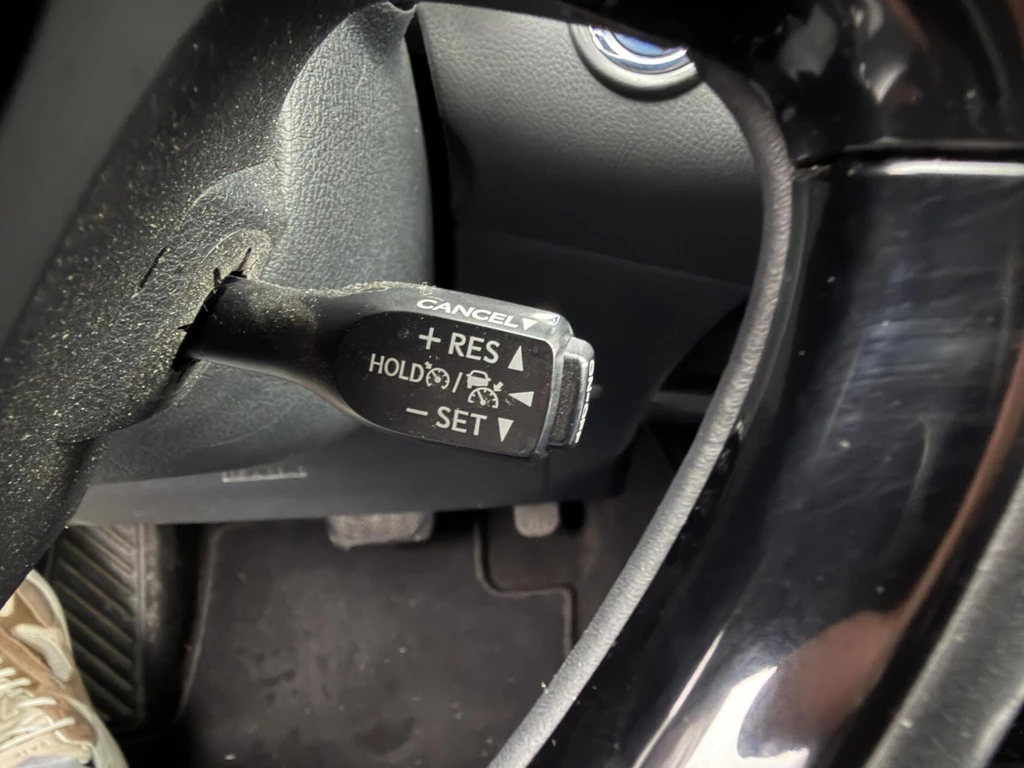 CANCEL▼
+ RES ▲
HOLD /
− SET ▼